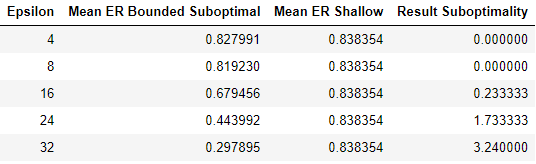 Epsilon Mean ER Bounded Suboptimal Mean ER Shallow Result Suboptimality
4 0.827991 0.838354 0.000000
8 0.819230 0.838354 0.000000
16 0.679456 0.838354 0.233333
24 0.443992 0.838354 1.733333
32 0.297895 0.838354 3.240000